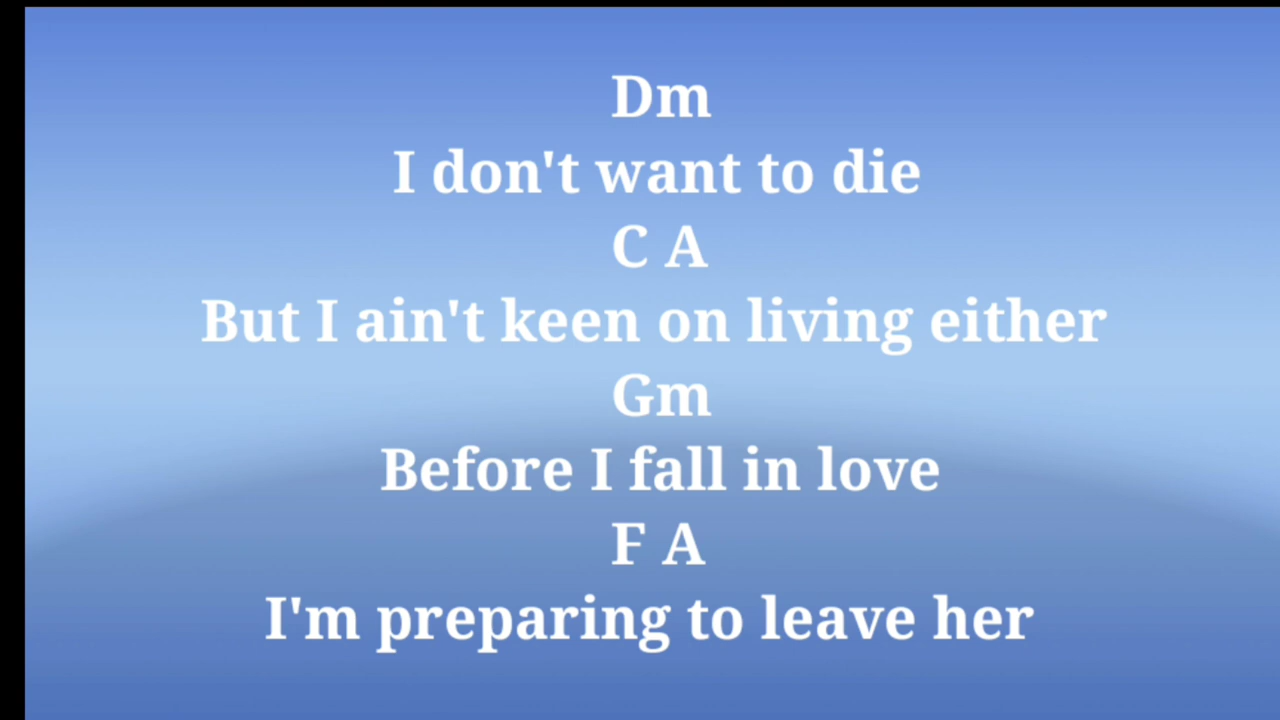 Dm
I don't want to die
C A
But I ain't keen on living either
Gm
Before I fall in love
F A
I'm preparing to leave her